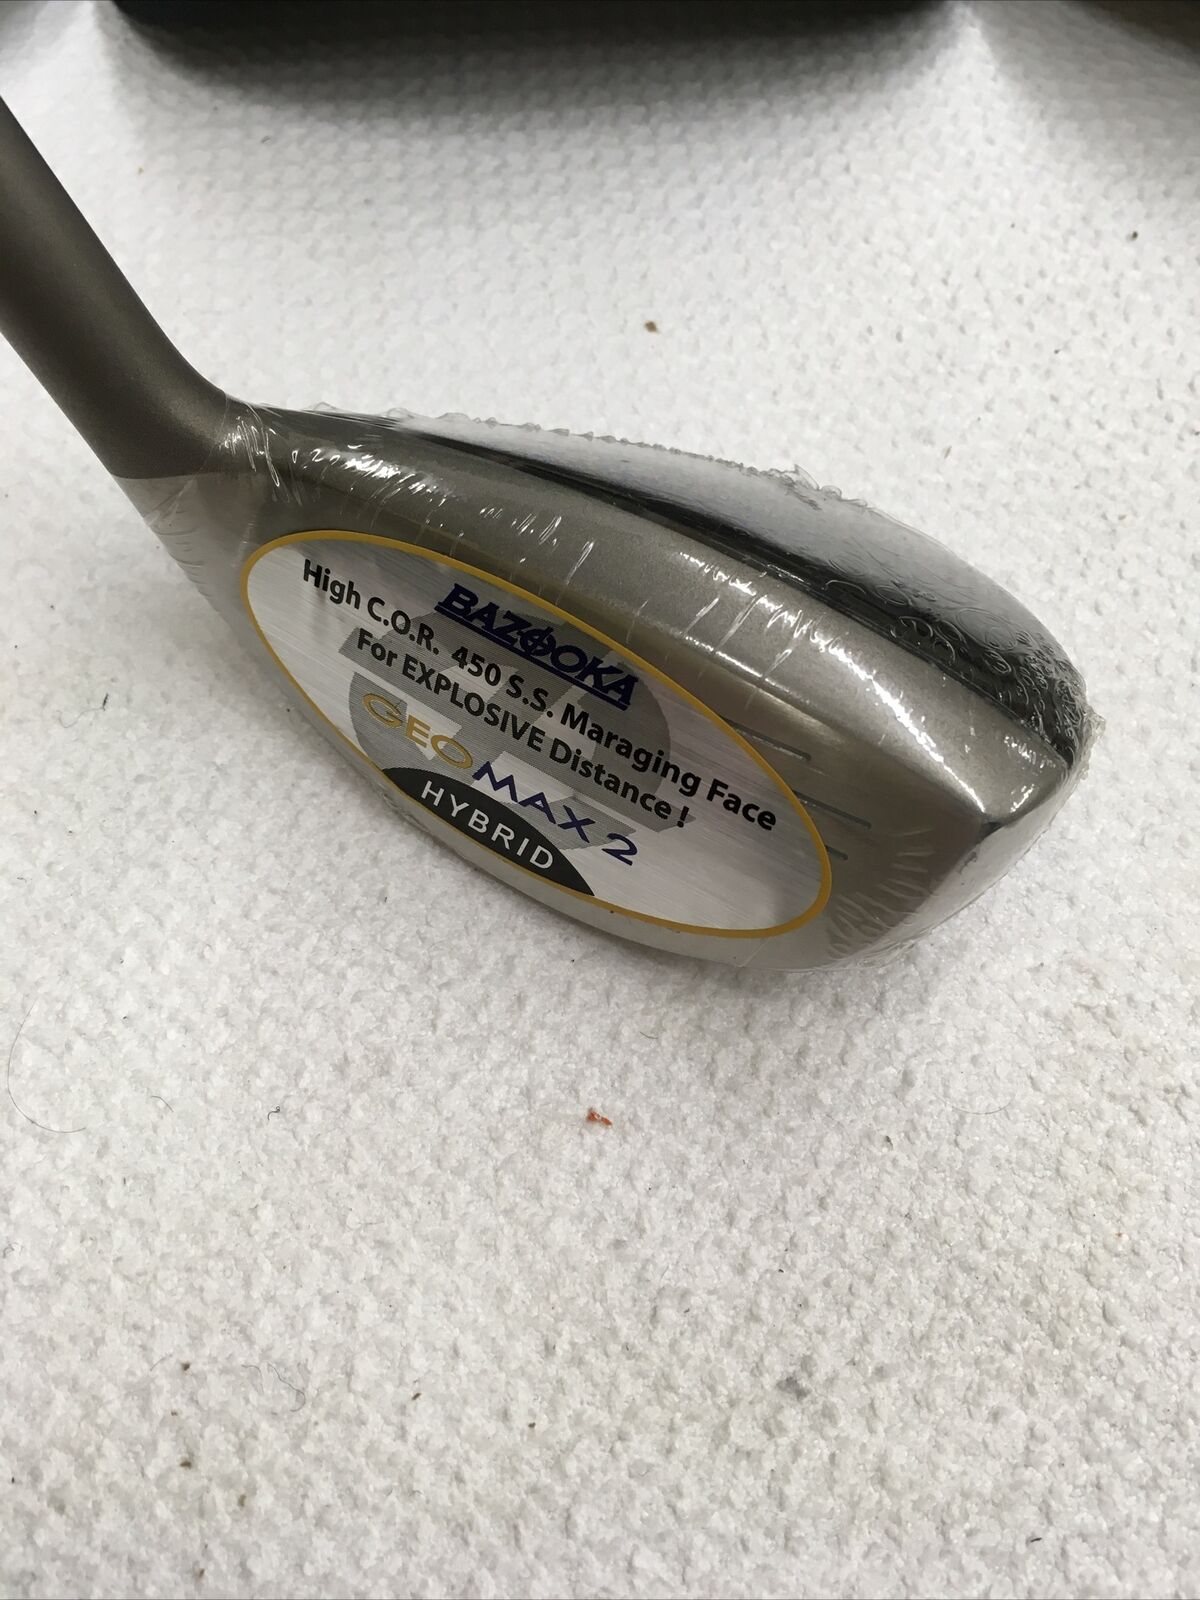 BAZOOKA
High C.O.R. 450 S.S. Maraging Face
For EXPLOSIVE Distance!
GEO MAX 2
HYBRID